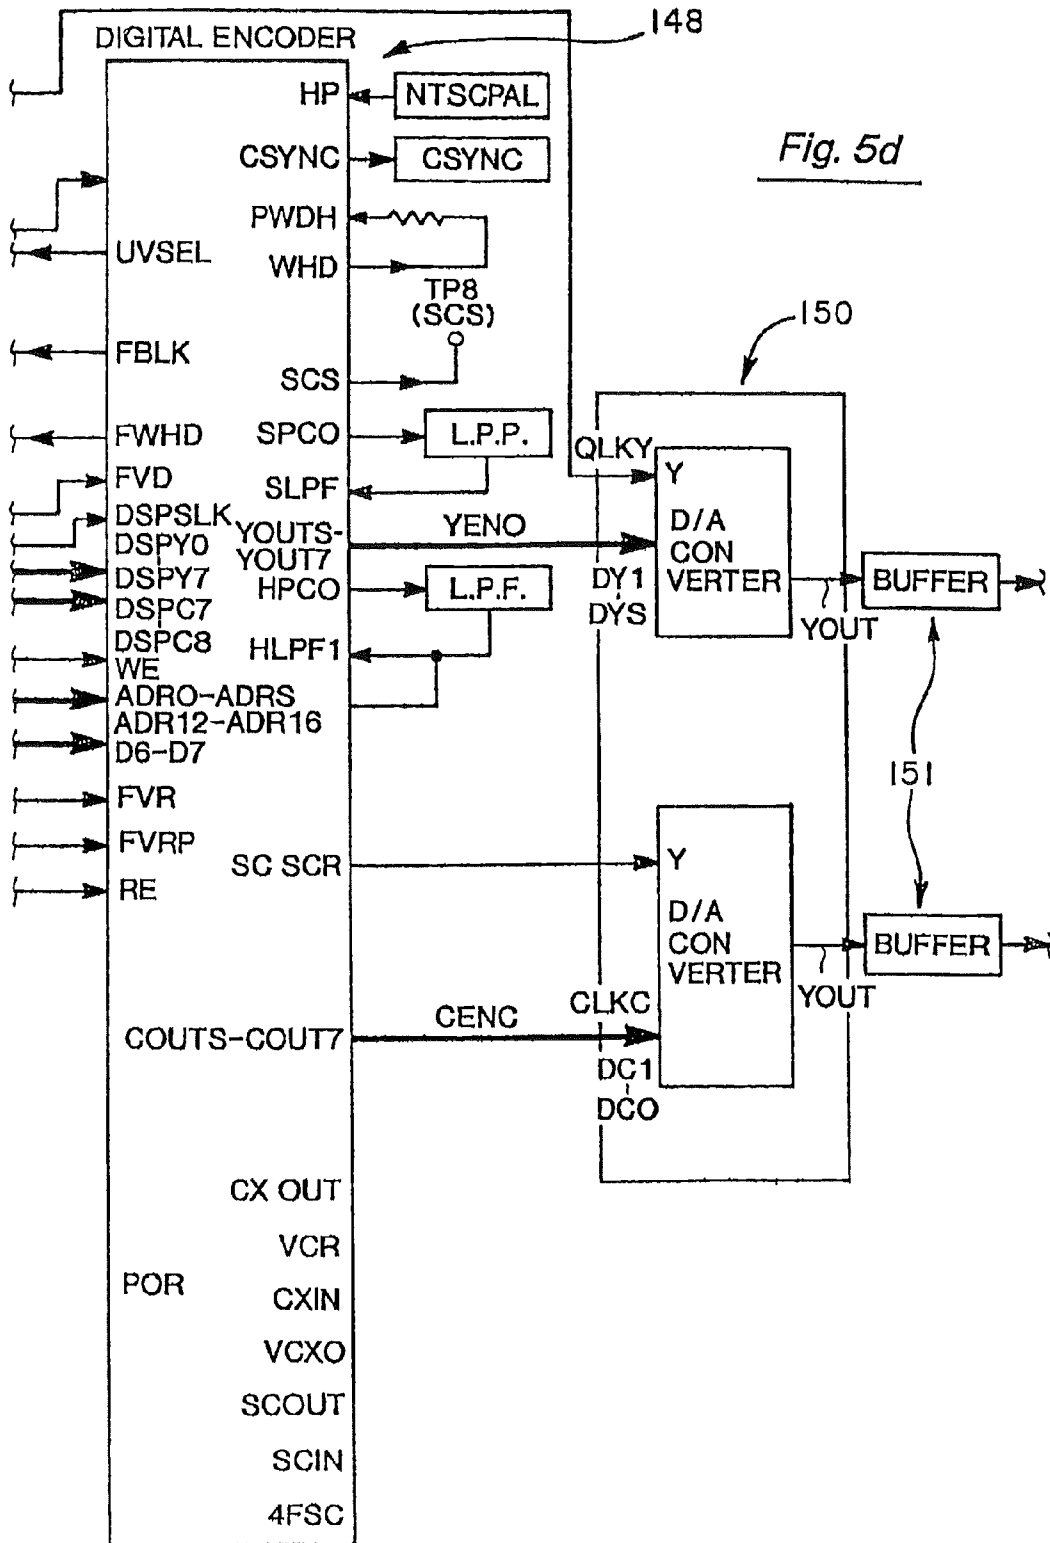 DIGITAL ENCODER
148
HP
NTSCPAL
CSYNC
CSYNC
Fig. 5d
PWDH
UVSEL
WHD
TP8
(SCS)
150
FBLK
SCS
FWHD
SPCO
L.P.P.
QLKY
Y
FVD
SLPF
DSPSLK
YOUTS-
YOUT7
YENO
D/A
CON
VERTER
DSPY0
DSPY7
HPCO
L.P.F.
DY1
DYS
BUFFER
DSPC7
YOUT
DSPC8
HLPF1
WE
ADRO-ADRS
ADR12-ADR16
D6-D7
151
FVR
FVRP
SC SCR
Y
RE
D/A
CON
VERTER
BUFFER
YOUT
CLKC
COUTS-COUT7
CENC
DC1
DCO
CX OUT
VCR
POR
CXIN
VCXO
SCOUT
SCIN
4FSC